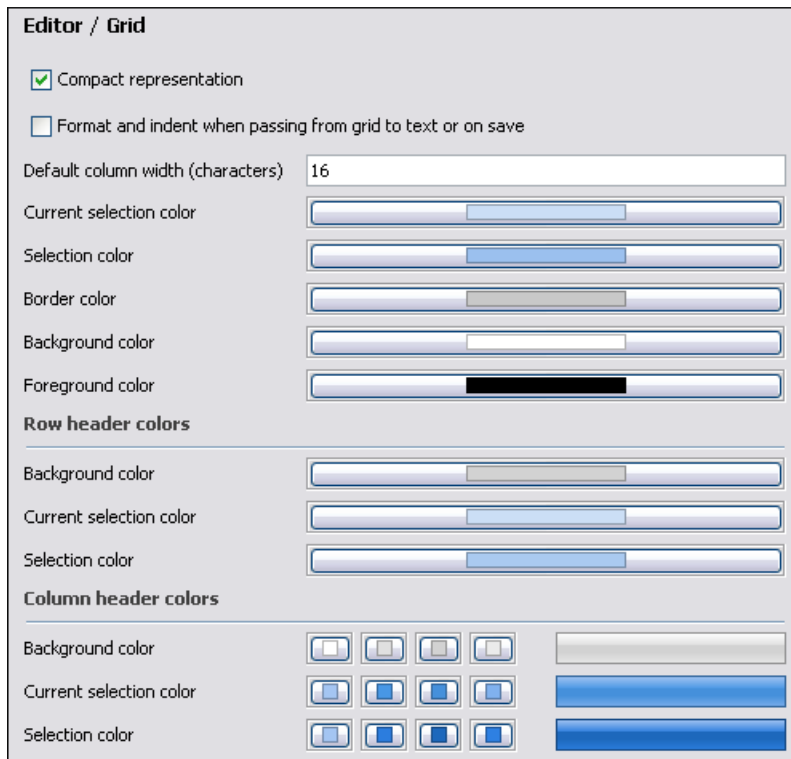 Editor / Grid
Compact representation
Format and indent when passing from grid to text or on save
Default column width (characters) 16
Current selection color
Selection color
Border color
Background color
Foreground color
Row header colors
Background color
Current selection color
Selection color
Column header colors
Background color
Current selection color
Selection color